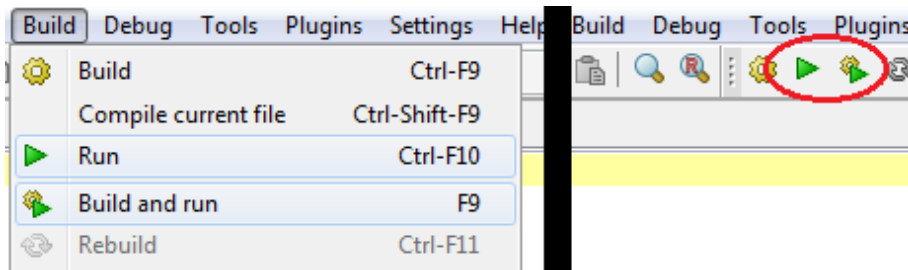 Build Debug Tools Plugins Settings Help
Build Ctrl-F9
Compile current file Ctrl-Shift-F9
Run Ctrl-F10
Build and run F9
Rebuild Ctrl-F11
Build Debug Tools Plugins
R